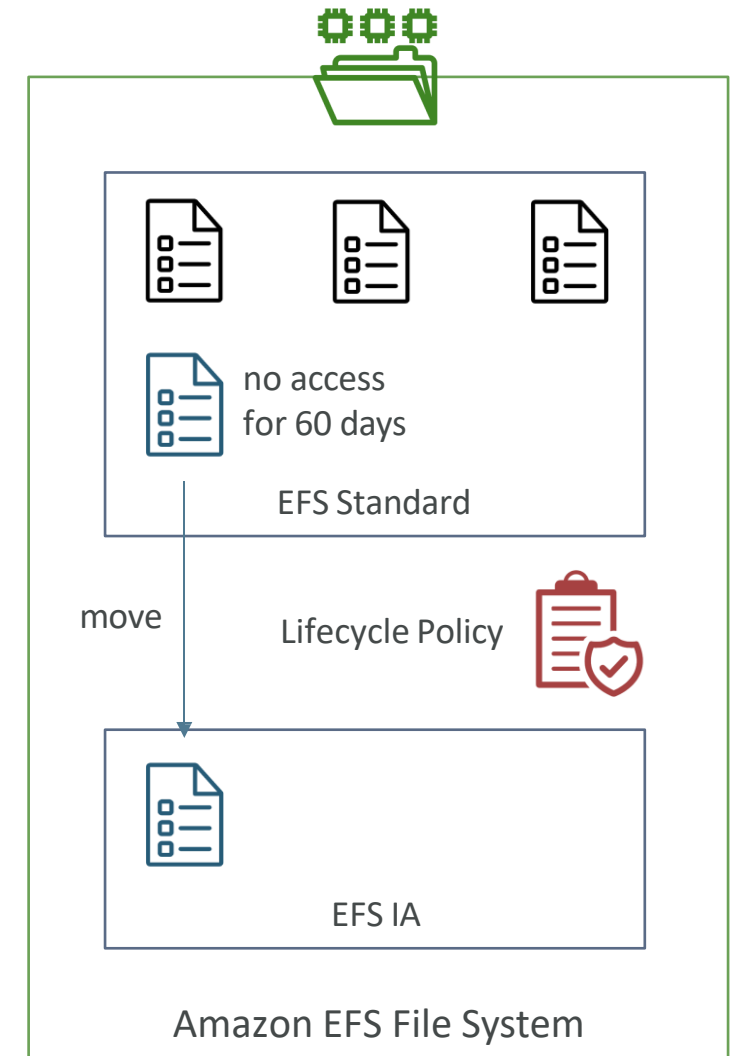 no access
for 60 days
EFS Standard
move
Lifecycle Policy
EFS IA
Amazon EFS File System